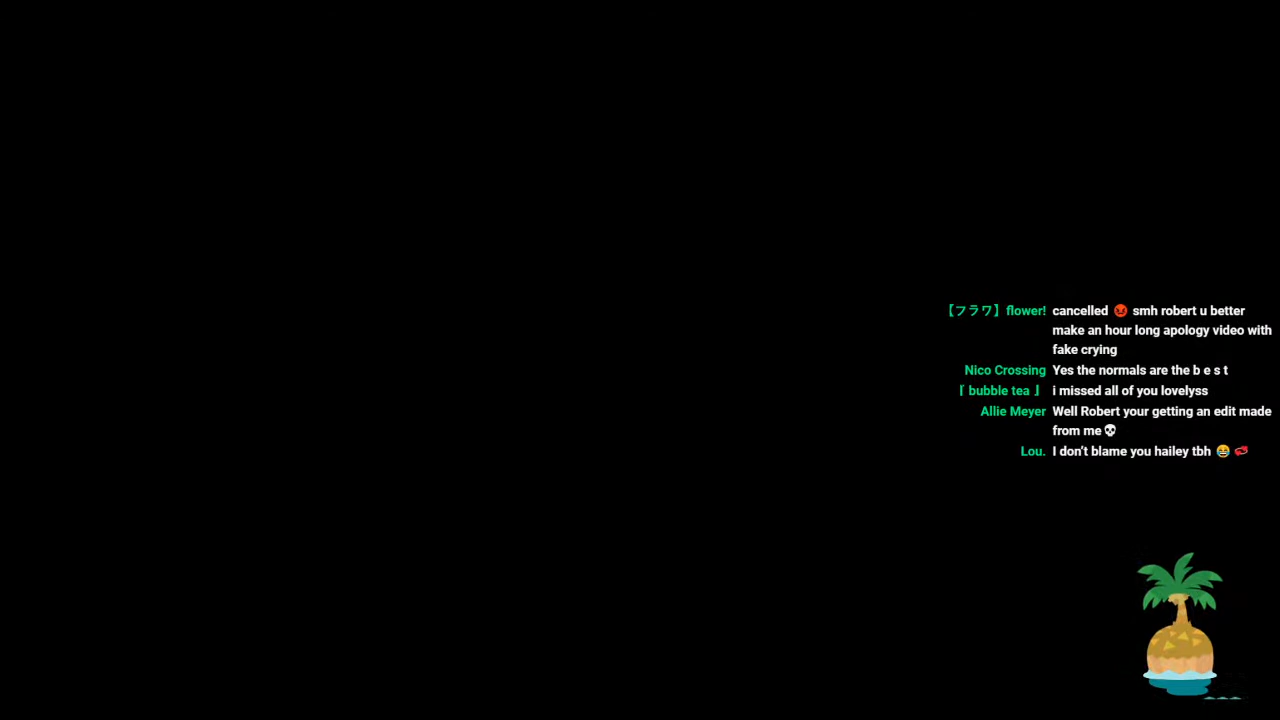 【フラワ】flower! cancelled 😡 smh robert u better
make an hour long apology video with
fake crying
Nico Crossing Yes the normals are the b e s t
『 bubble tea 』 i missed all of you lovelyss
Allie Meyer Well Robert your getting an edit made
from me💀
Lou. I don't blame you hailey tbh 😂 💋